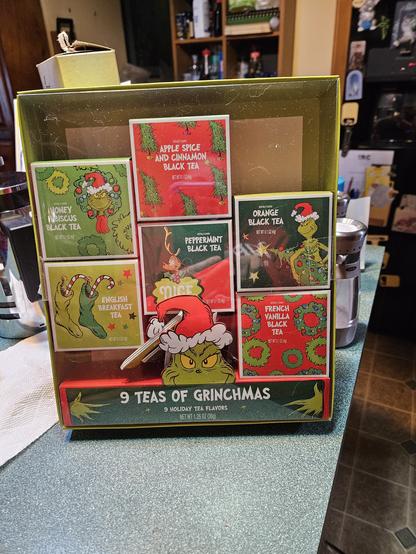 APPLE SPICE
AND CINNAMON
BLACK TEA
HONEY
HIBISCUS
BLACK TEA
PEPPERMINT
BLACK TEA
ORANGE
BLACK TEA
ENGLISH
BREAKFAST
TEA
NICE
FRENCH
VANILLA
BLACK
TEA
9 TEAS OF GRINCHMAS
9 HOLIDAY TEA FLAVORS